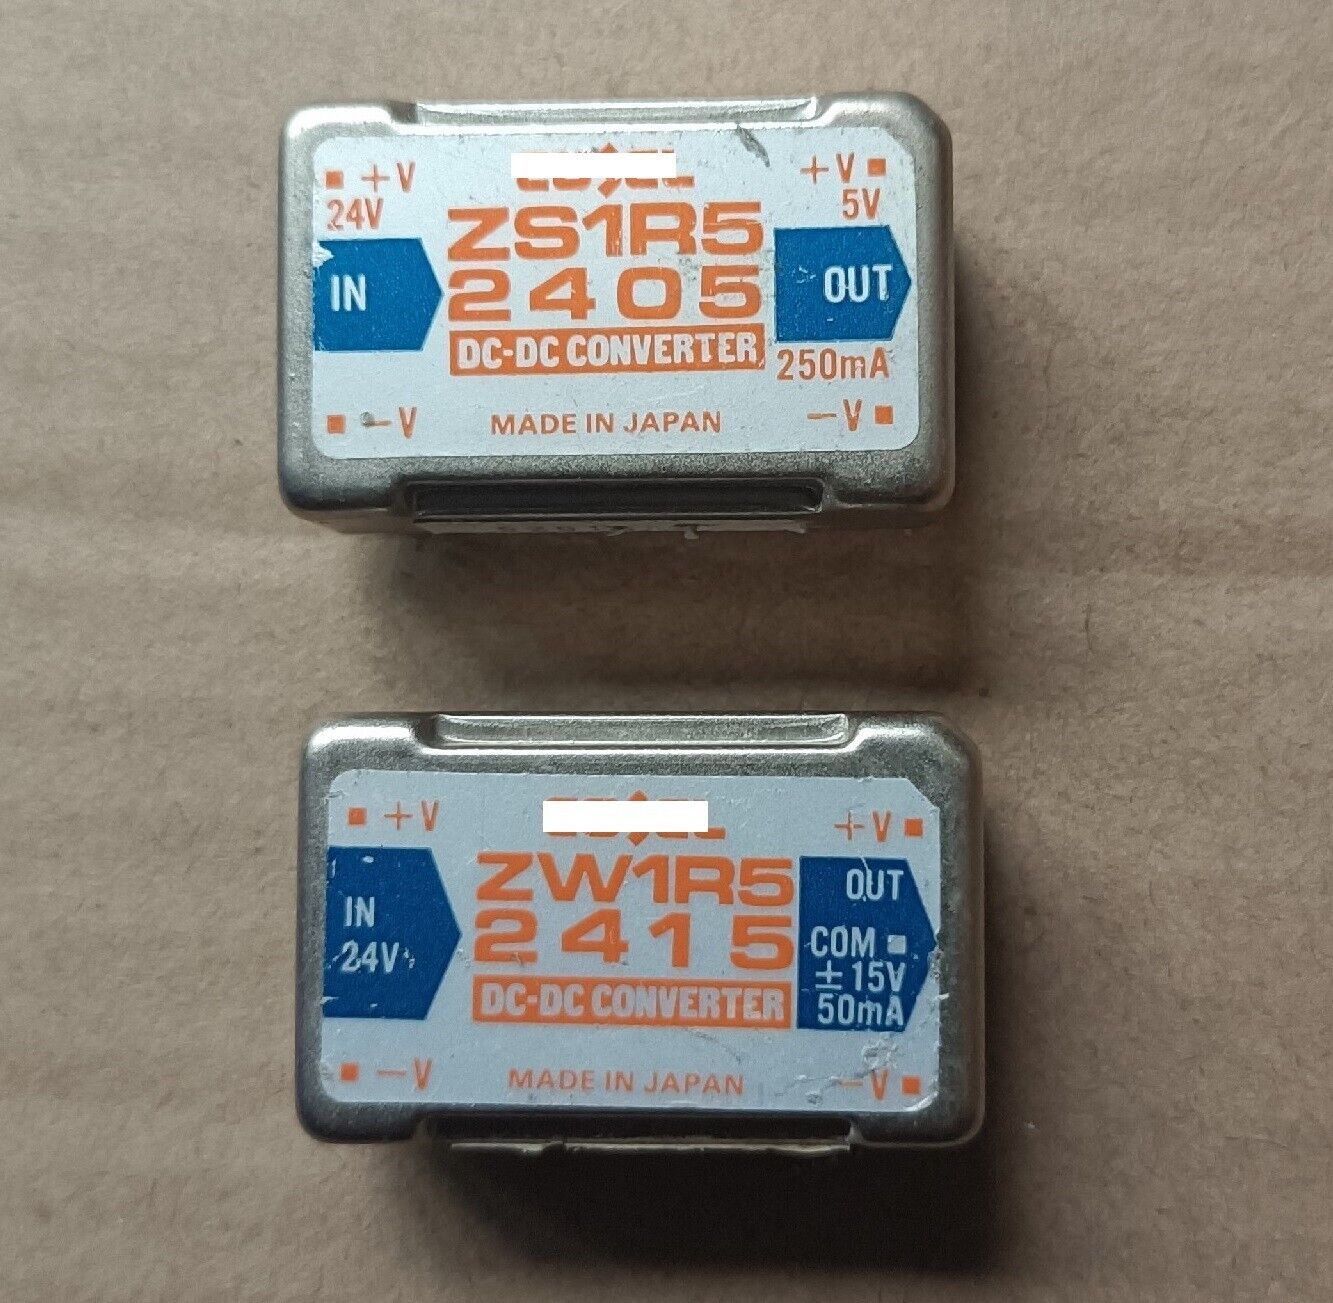 +V
+V
24V
5V
ZS1R5
IN
2405
OUT
DC-DC CONVERTER
250mA
-V
MADE IN JAPAN
-V
+V
+V
ZW1R5
OUT
IN
2415
COM
24V
±15V
DC-DC CONVERTER
50mA
-V
MADE IN JAPAN
-V